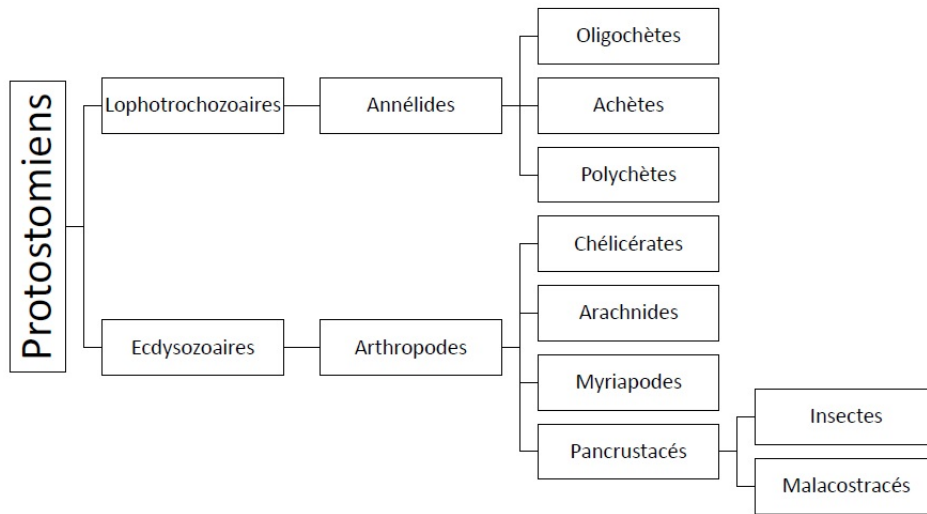 Protostomiens
Lophotrochozoaires
Annélides
Oligochètes
Achètes
Polychètes
Ecdysozoaires
Arthropodes
Chélicérates
Arachnides
Myriapodes
Pancrustacés
Insectes
Malacostracés